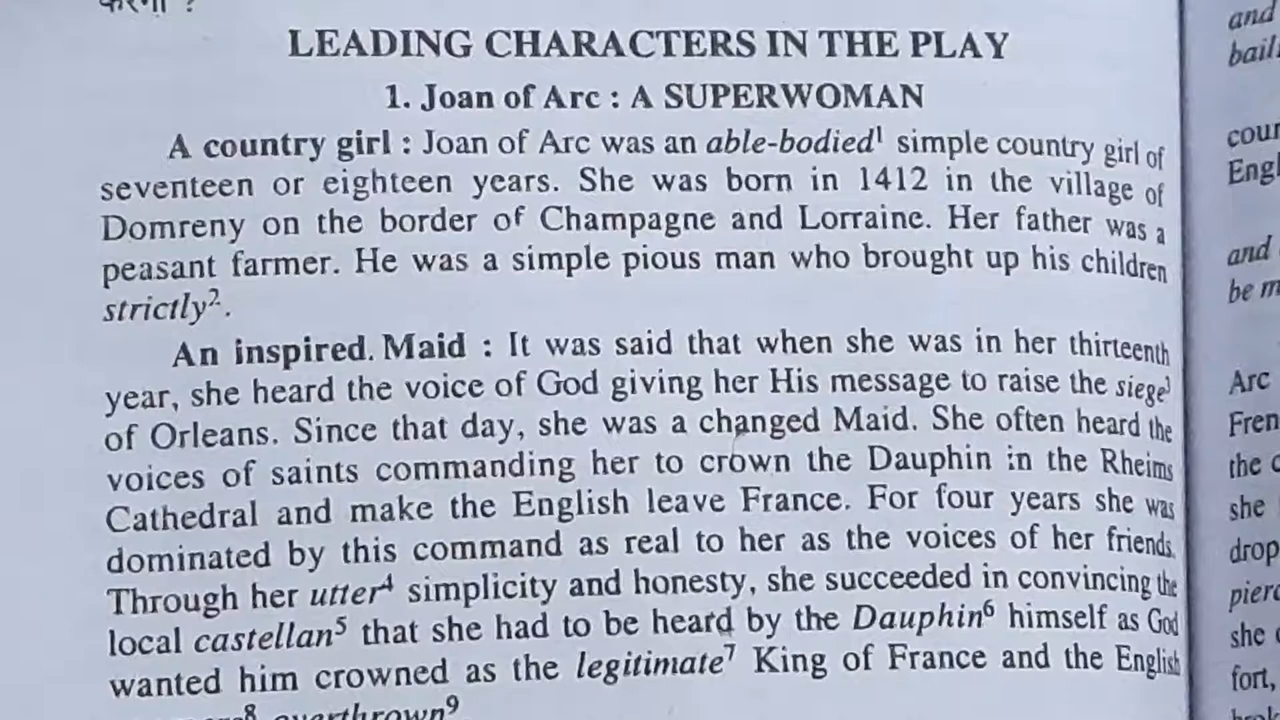 करना ?
LEADING CHARACTERS IN THE PLAY
1. Joan of Arc : A SUPERWOMAN
A country girl : Joan of Arc was an able-bodied¹ simple country girl of
seventeen or eighteen years. She was born in 1412 in the village of
Domreny on the border of Champagne and Lorraine. Her father was a
peasant farmer. He was a simple pious man who brought up his children
strictly².
An inspired. Maid : It was said that when she was in her thirteenth
year, she heard the voice of God giving her His message to raise the siege³
of Orleans. Since that day, she was a changed Maid. She often heard the
voices of saints commanding her to crown the Dauphin in the Rheims
Cathedral and make the English leave France. For four years she was
dominated by this command as real to her as the voices of her friends.
Through her utter⁴ simplicity and honesty, she succeeded in convincing the
local castellan⁵ that she had to be heard by the Dauphin⁶ himself as God
wanted him crowned as the legitimate⁷ King of France and the English
overthrown⁹
and
and
be m
Arc
the
she
she
fort,